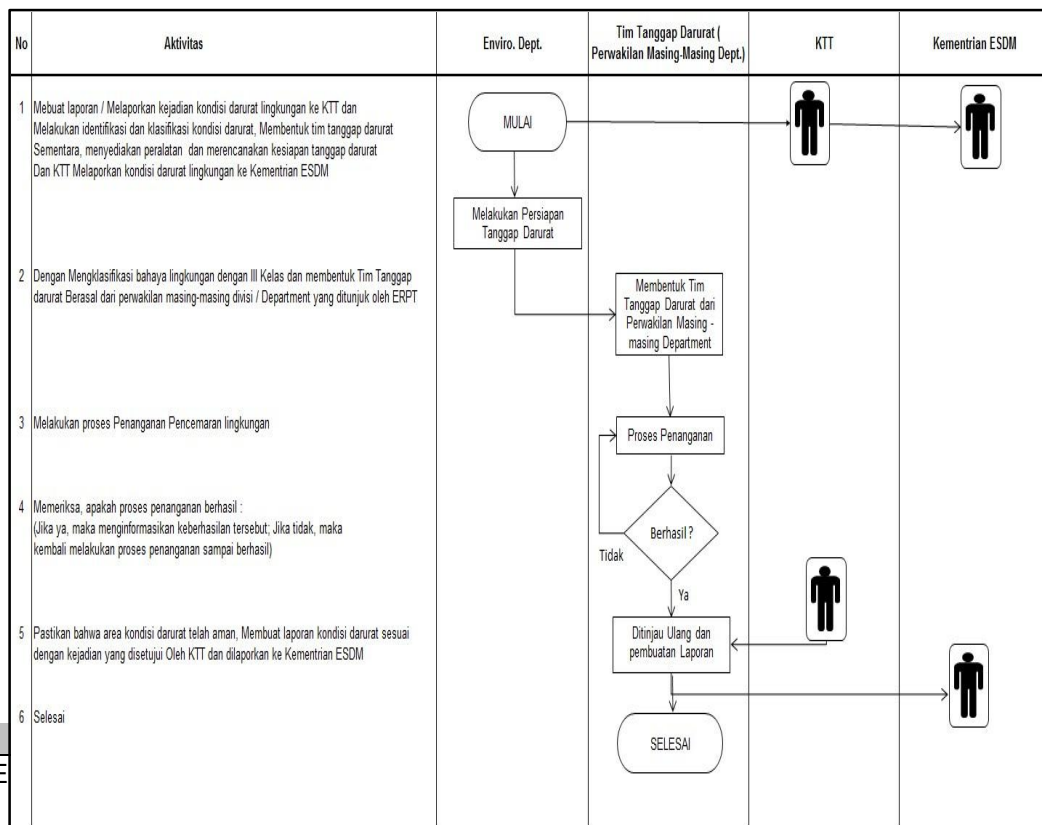 No
Aktivitas
Enviro. Dept.
Tim Tanggap Darurat (
Perwakilan Masing-Masing Dept.)
KTT
Kementrian ESDM
1 Mebuat laporan / Melaporkan kejadian kondisi darurat lingkungan ke KTT dan
Melakukan identifikasi dan klasifikasi kondisi darurat, Membentuk tim tanggap darurat
Sementara, menyediakan peralatan dan merencanakan kesiapan tanggap darurat
Dan KTT Melaporkan kondisi darurat lingkungan ke Kementrian ESDM
MULAI
Melakukan Persiapan
Tanggap Darurat
2 Dengan Mengklasifikasi bahaya lingkungan dengan III Kelas dan membentuk Tim Tanggap
darurat Berasal dari perwakilan masing-masing divisi / Department yang ditunjuk oleh ERPT
Membentuk Tim
Tanggap Darurat dari
Perwakilan Masing -
masing Department
3 Melakukan proses Penanganan Pencemaran lingkungan
Proses Penanganan
4 Memeriksa, apakah proses penanganan berhasil :
(Jika ya, maka menginformasikan keberhasilan tersebut; Jika tidak, maka
kembali melakukan proses penanganan sampai berhasil)
Berhasil ?
Tidak
Ya
5 Pastikan bahwa area kondisi darurat telah aman, Membuat laporan kondisi darurat sesuai
dengan kejadian yang disetujui Oleh KTT dan dilaporkan ke Kementrian ESDM
Ditinjau Ulang dan
pembuatan Laporan
6 Selesai
SELESAI